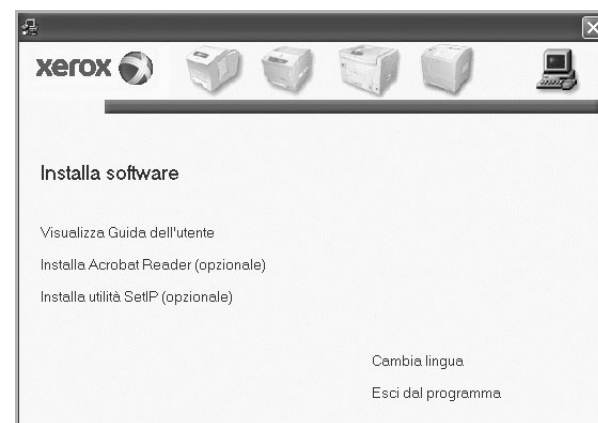 xerox
Installa software
Visualizza Guida dell'utente
Installa Acrobat Reader (opzionale)
Installa utilità SetIP (opzionale)
Cambia lingua
Esci dal programma